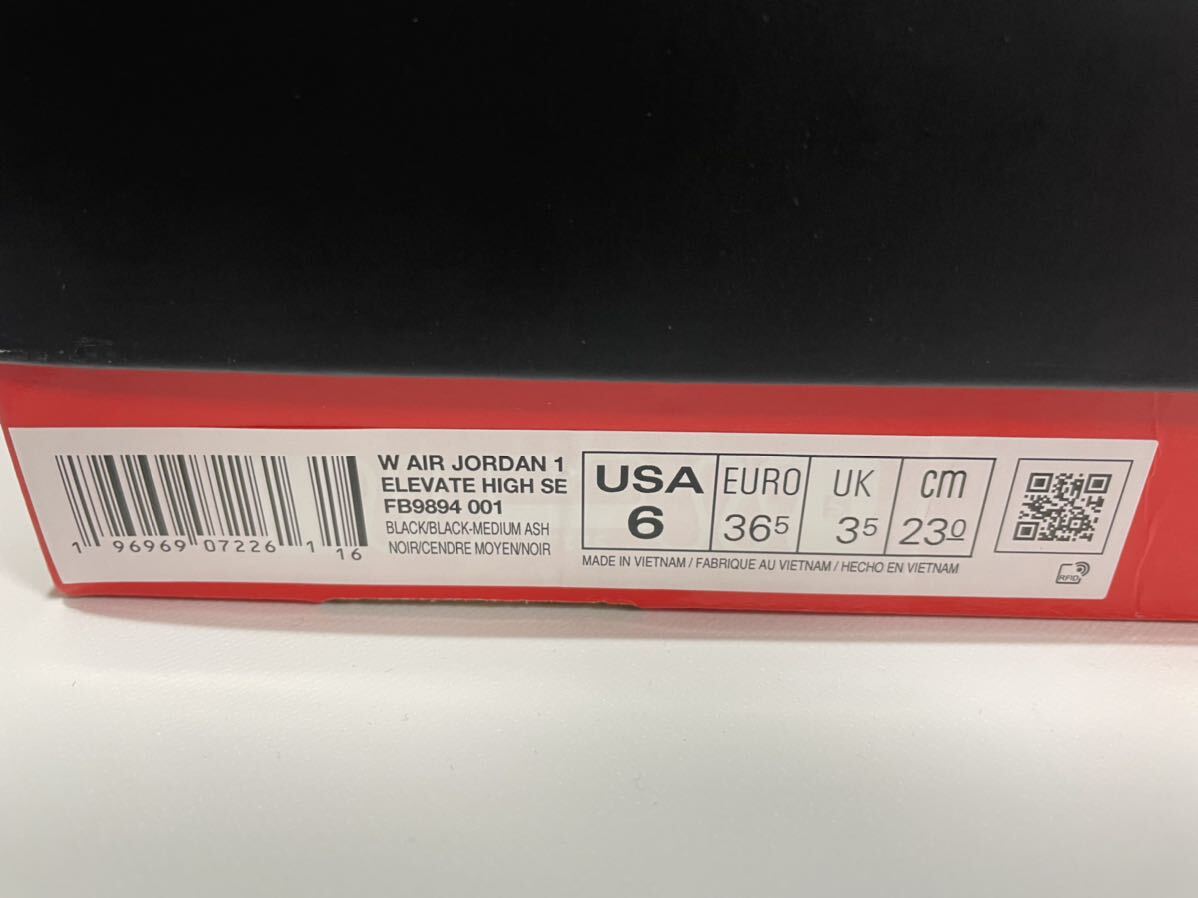 W AIR JORDAN 1
ELEVATE HIGH SE
FB9894 001
BLACK/BLACK-MEDIUM ASH
NOIR/CENDRE MOYEN/NOIR
1 96969 07226 1 16
USA 6
EURO 36 5
UK 3 5
cm 23 0
MADE IN VIETNAM / FABRIQUE AU VIETNAM / HECHO EN VIETNAM
RFID